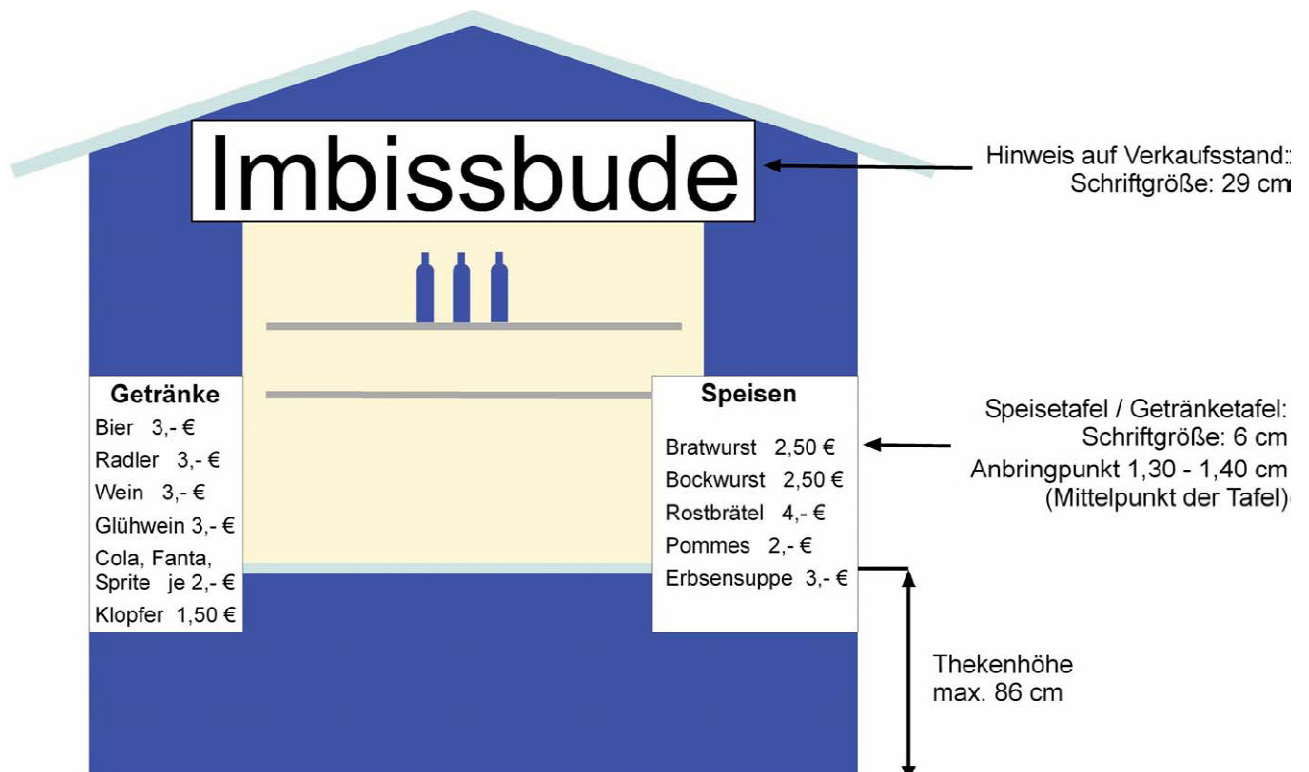 Imbissbude
Hinweis auf Verkaufsstand::
Schriftgröße: 29 cm
Getränke
Bier 3,- €
Radler 3,- €
Wein 3,- €
Glühwein 3,- €
Cola, Fanta,
Sprite je 2,- €
Klopfer 1,50 €
Speisen
Bratwurst 2,50 €
Bockwurst 2,50 €
Rostbrätel 4,- €
Pommes 2,- €
Erbsensuppe 3,- €
Speisetafel / Getränketafel:
Schriftgröße: 6 cm
Anbringpunkt 1,30 - 1,40 cm
(Mittelpunkt der Tafel)
Thekenhöhe
max. 86 cm